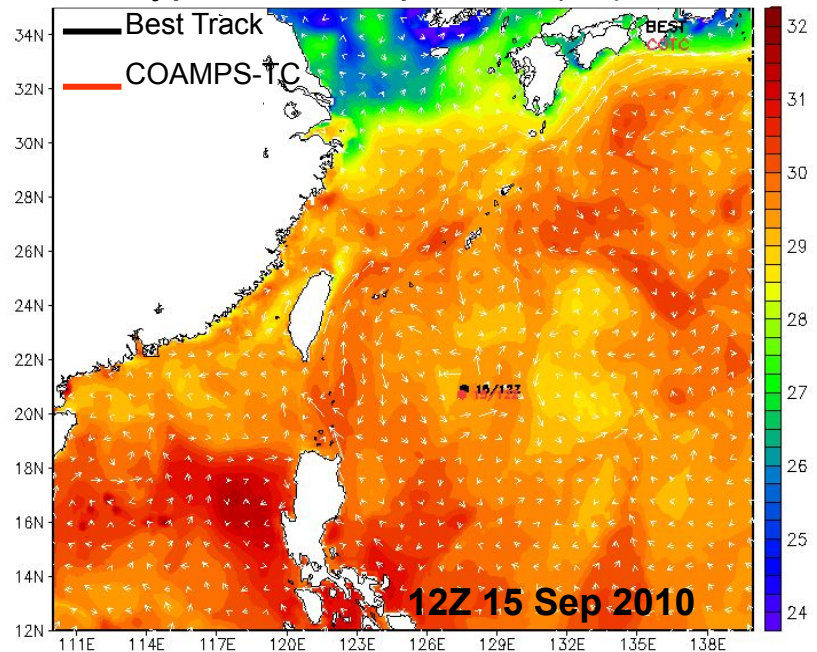 Best Track
COAMPS-TC
BEST
COTC
15/12Z
15/12Z
12Z 15 Sep 2010
34N
32N
30N
28N
26N
24N
22N
20N
18N
16N
14N
12N
111E 114E 117E 120E 123E 126E 129E 132E 135E 138E
32
31
30
29
28
27
26
25
24